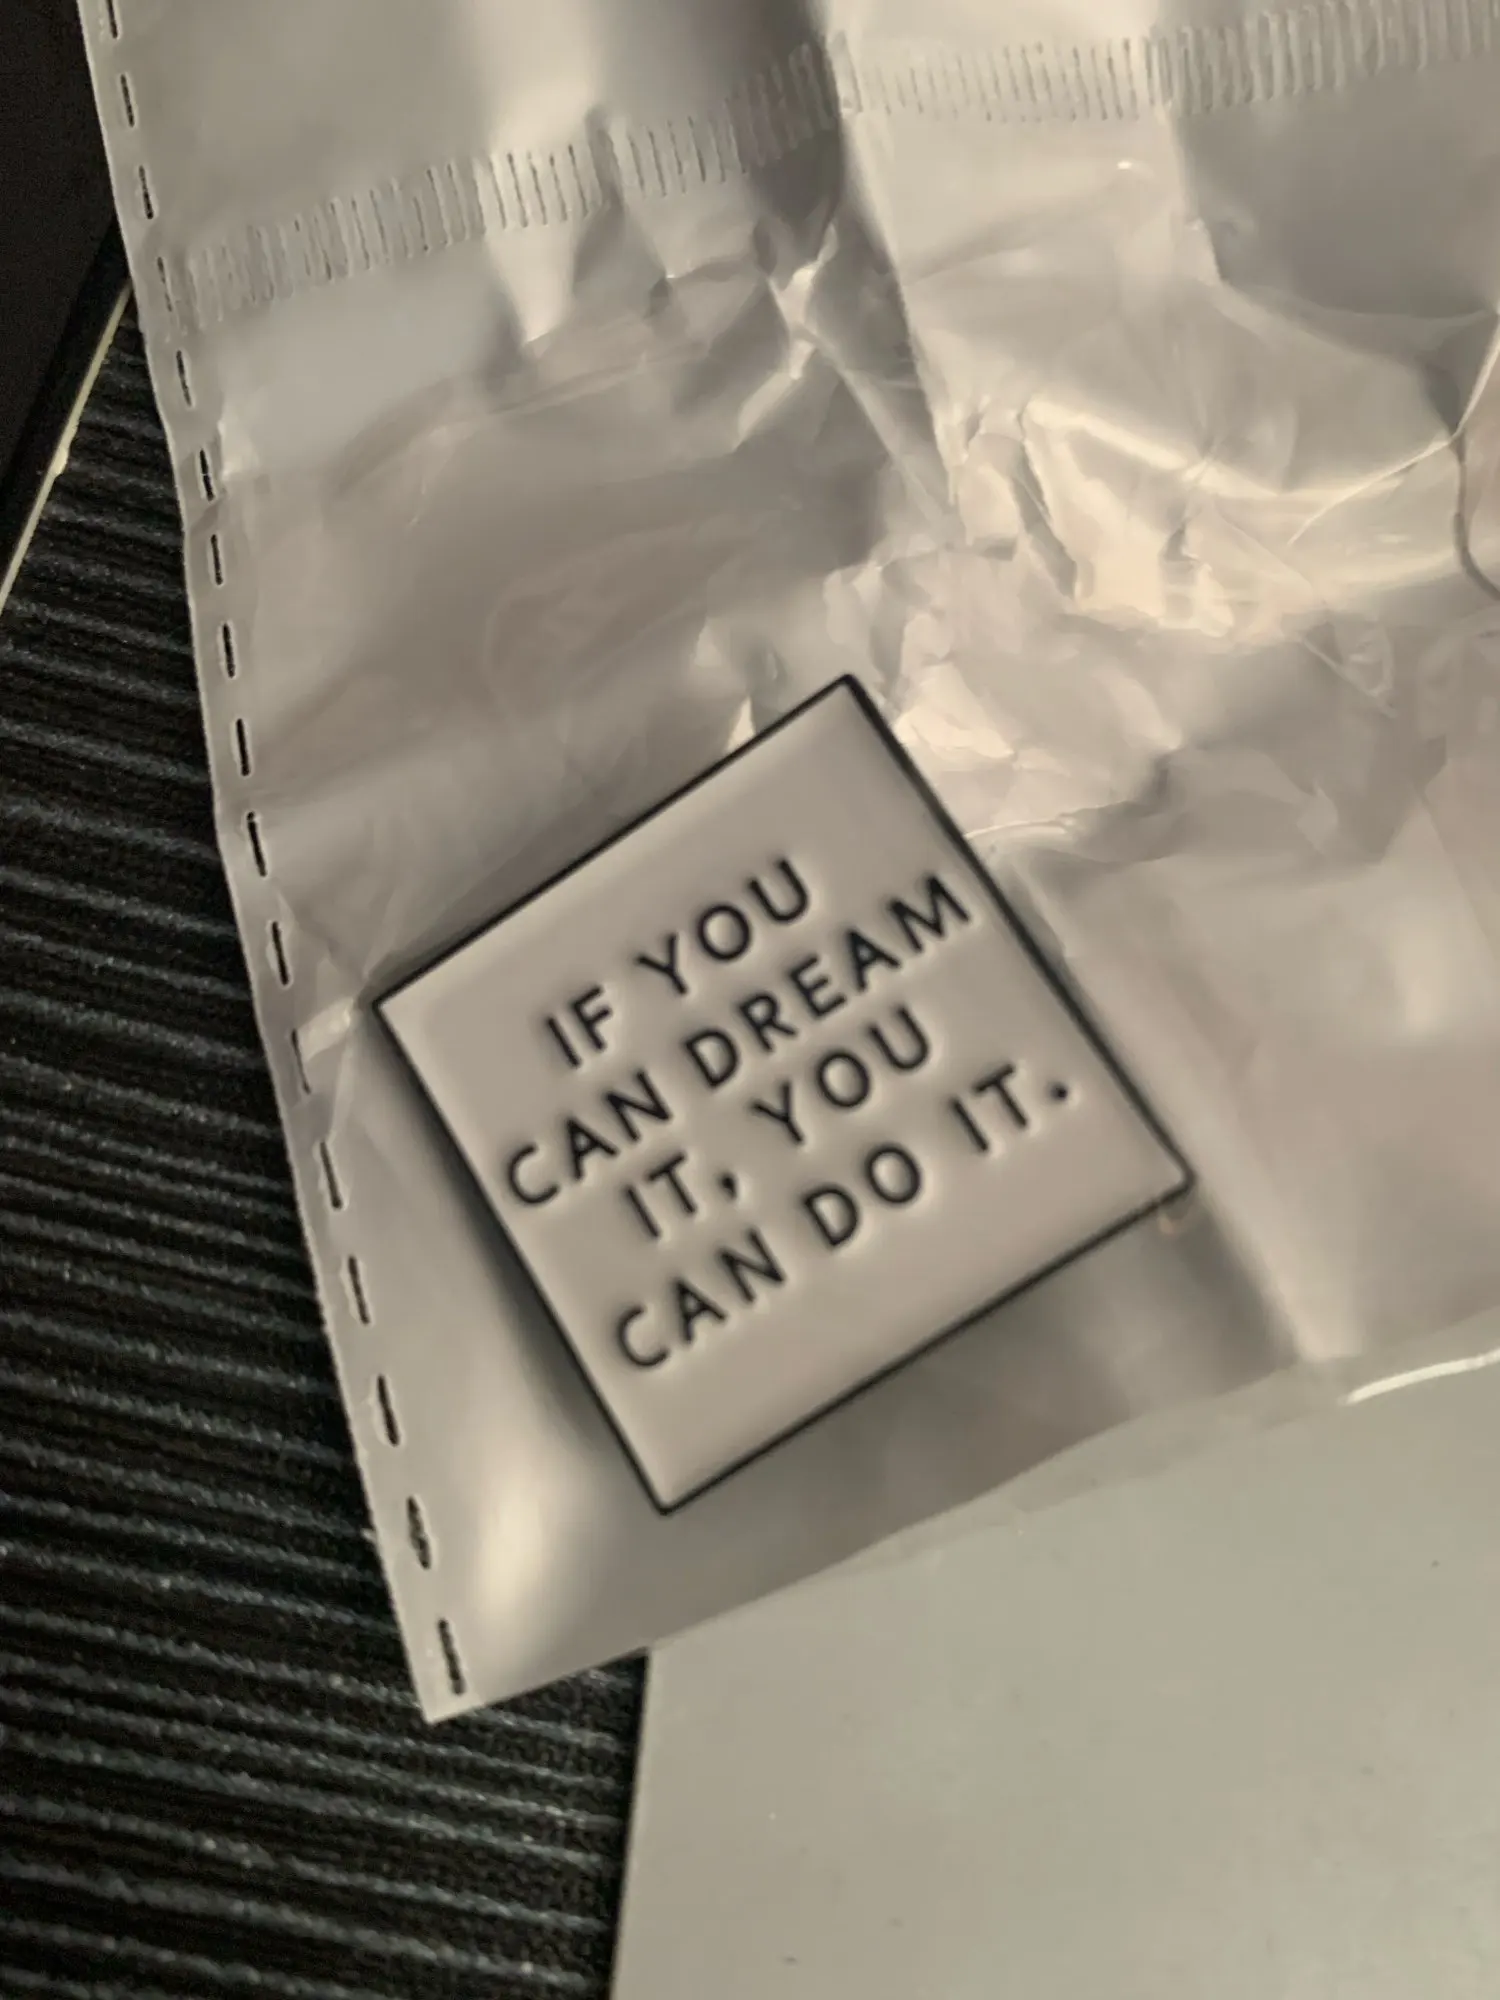 IF YOU
CAN DREAM
IT, YOU
CAN DO IT.